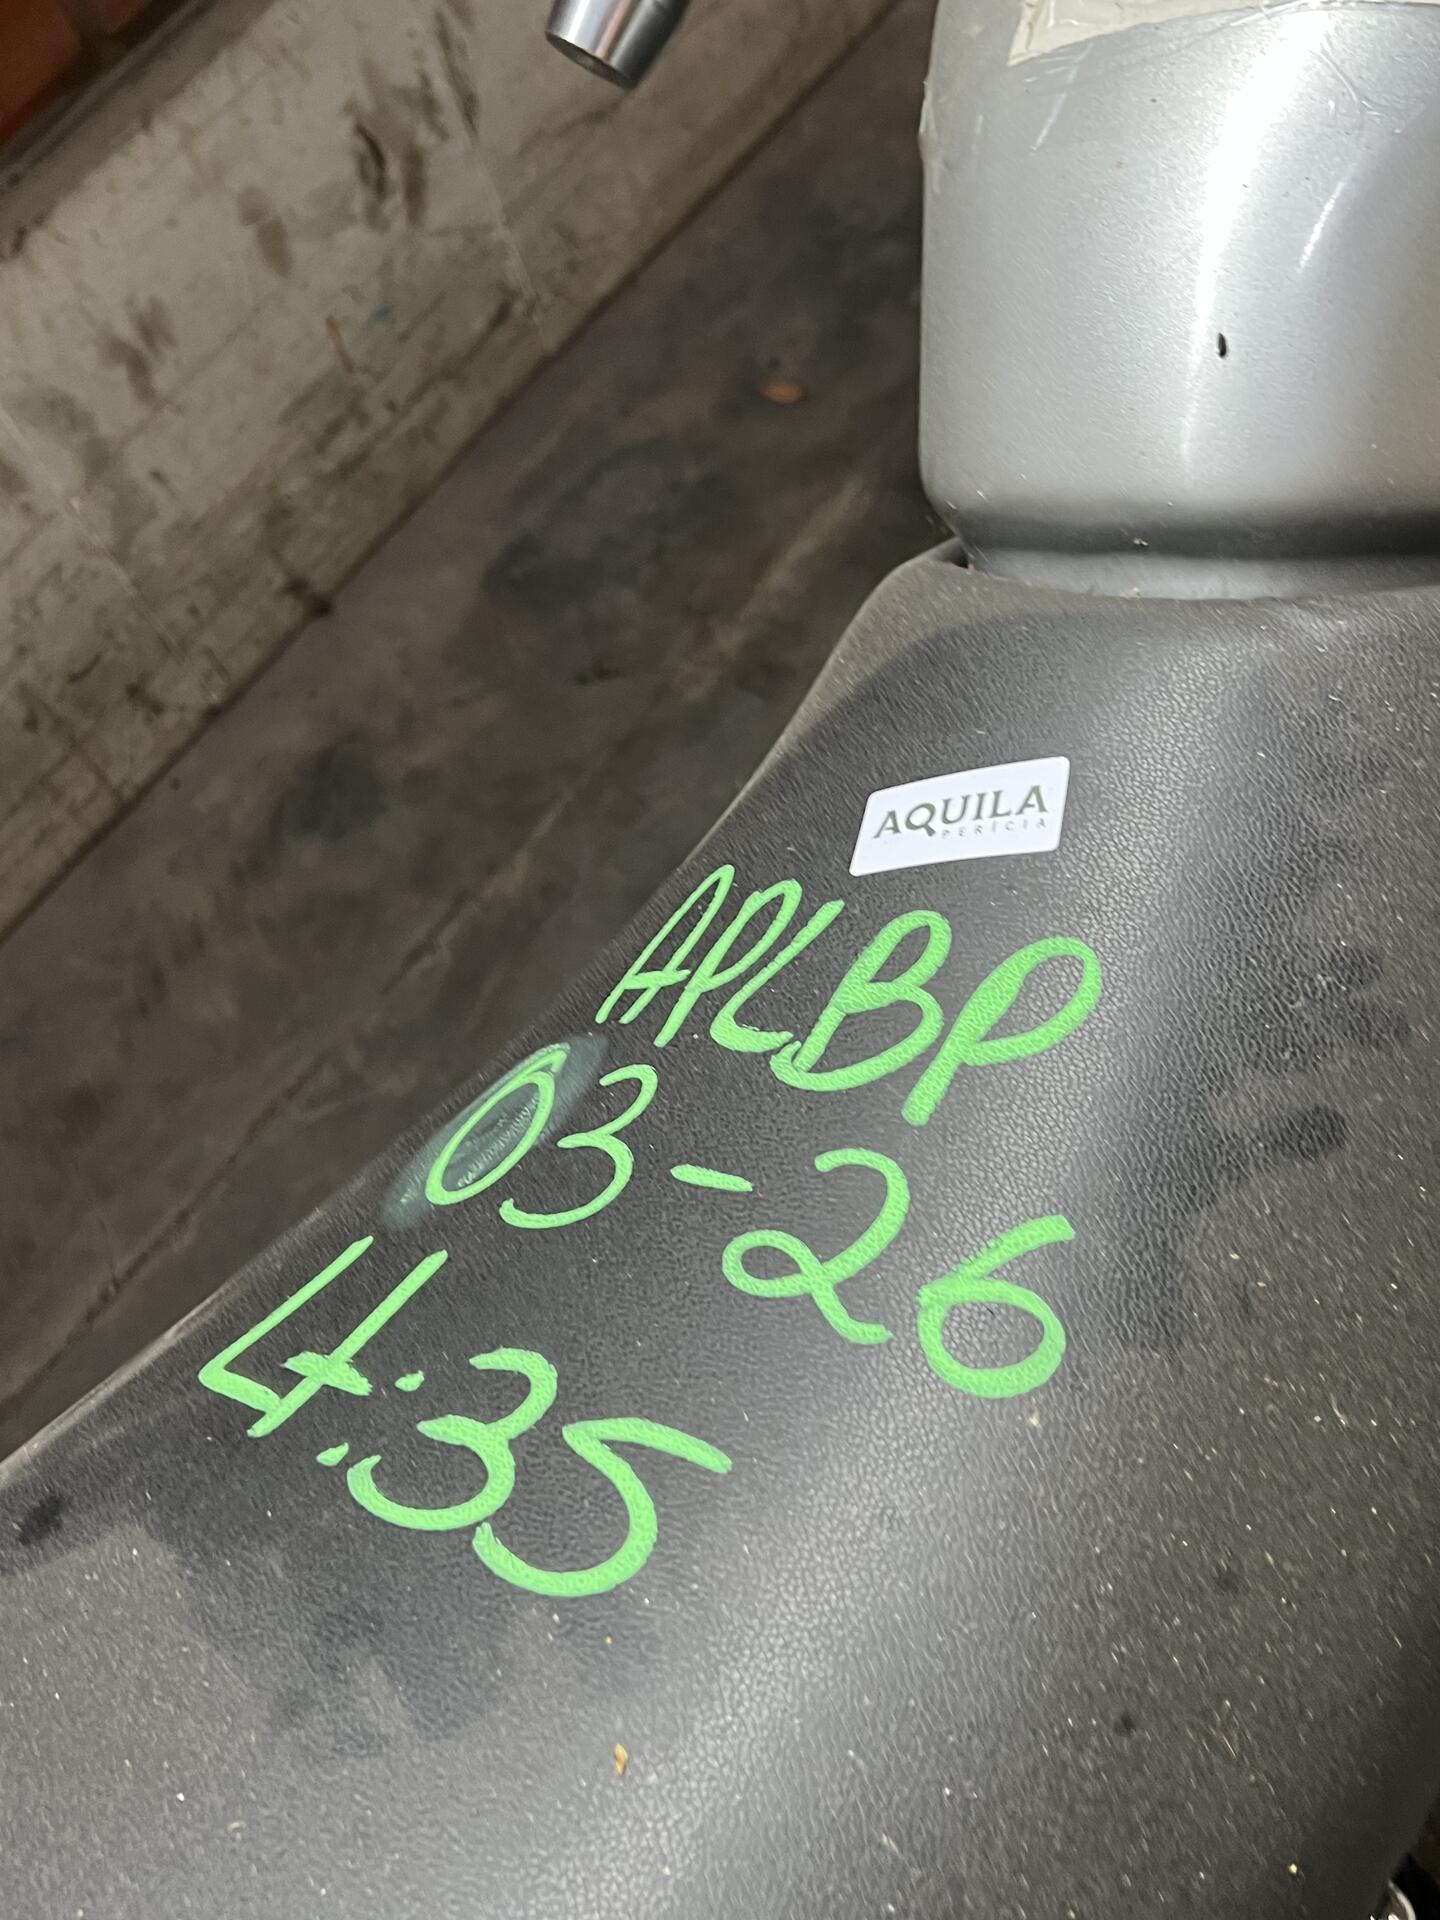 AQUILA
PERÍCIA
APLBP
03-26
4:35